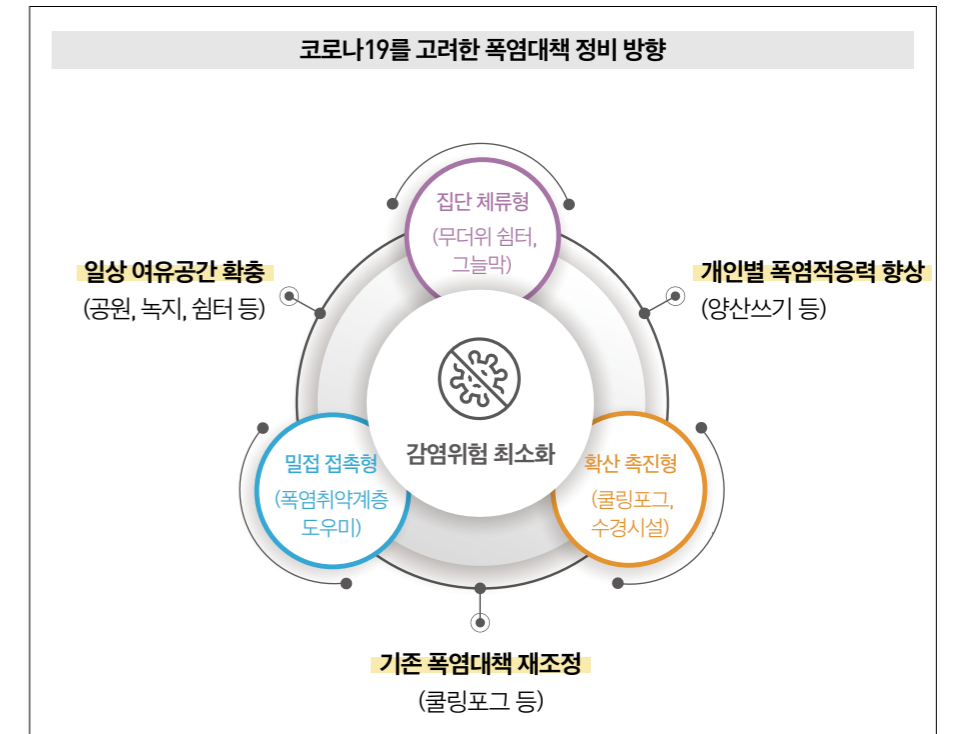 코로나19를 고려한 폭염대책 정비 방향
집단 체류형
(무더위 쉼터,
그늘막)
일상 여유공간 확충
(공원, 녹지, 쉼터 등)
개인별 폭염적응력 향상
(양산쓰기 등)
감염위험 최소화
밀접 접촉형
(폭염취약계층
도우미)
확산 촉진형
(쿨링포그,
수경시설)
기존 폭염대책 재조정
(쿨링포그 등)